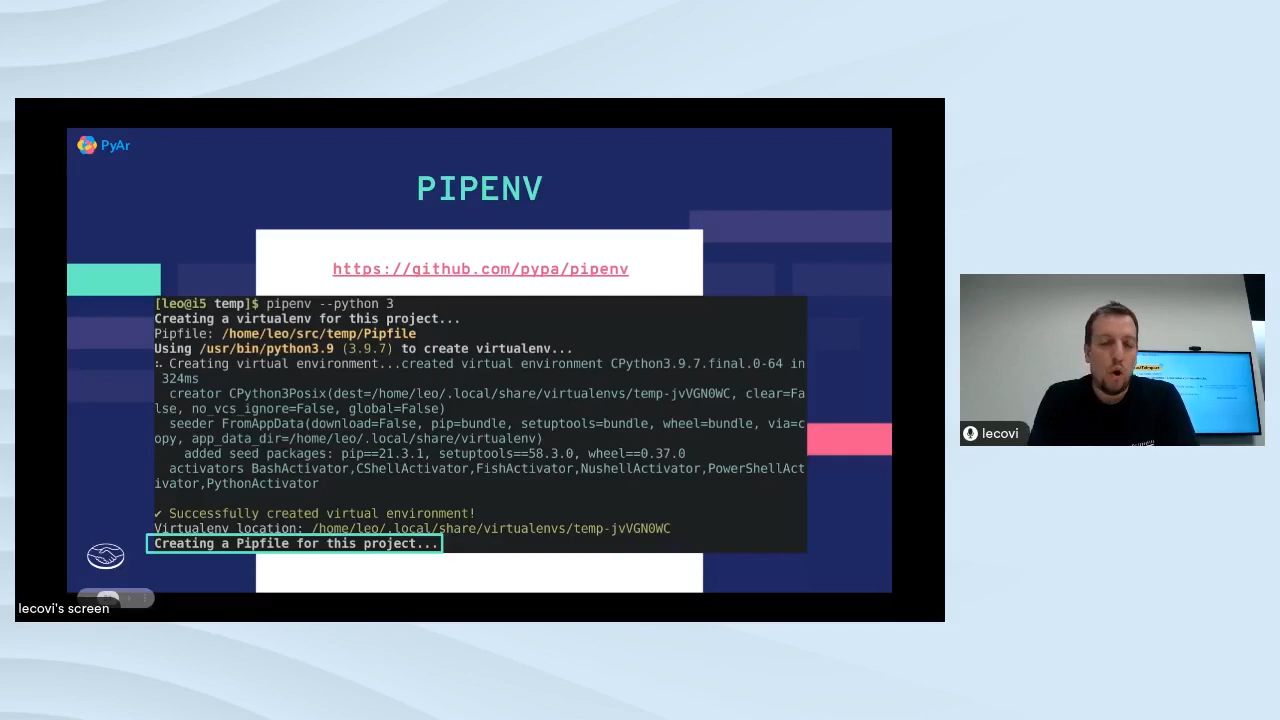 PyAr
PIPENV
https://github.com/pypa/pipenv
[leo@i5 temp]$ pipenv --python 3
Creating a virtualenv for this project...
Pipfile: /home/leo/src/temp/Pipfile
Using /usr/bin/python3.9 (3.9.7) to create virtualenv...
⠦ Creating virtual environment...created virtual environment CPython3.9.7.final.0-64 in
324ms
creator CPython3Posix(dest=/home/leo/.local/share/virtualenvs/temp-jvVGN0WC, clear=Fa
lse, no_vcs_ignore=False, global=False)
seeder FromAppData(download=False, pip=bundle, setuptools=bundle, wheel=bundle, via=c
opy, app_data_dir=/home/leo/.local/share/virtualenv)
added seed packages: pip==21.3.1, setuptools==58.3.0, wheel==0.37.0
activators BashActivator,CShellActivator,FishActivator,NushellActivator,PowerShellAct
ivator,PythonActivator
✔ Successfully created virtual environment!
Virtualenv location: /home/leo/.local/share/virtualenvs/temp-jvVGN0WC
Creating a Pipfile for this project...
lecovi's screen
lecovi